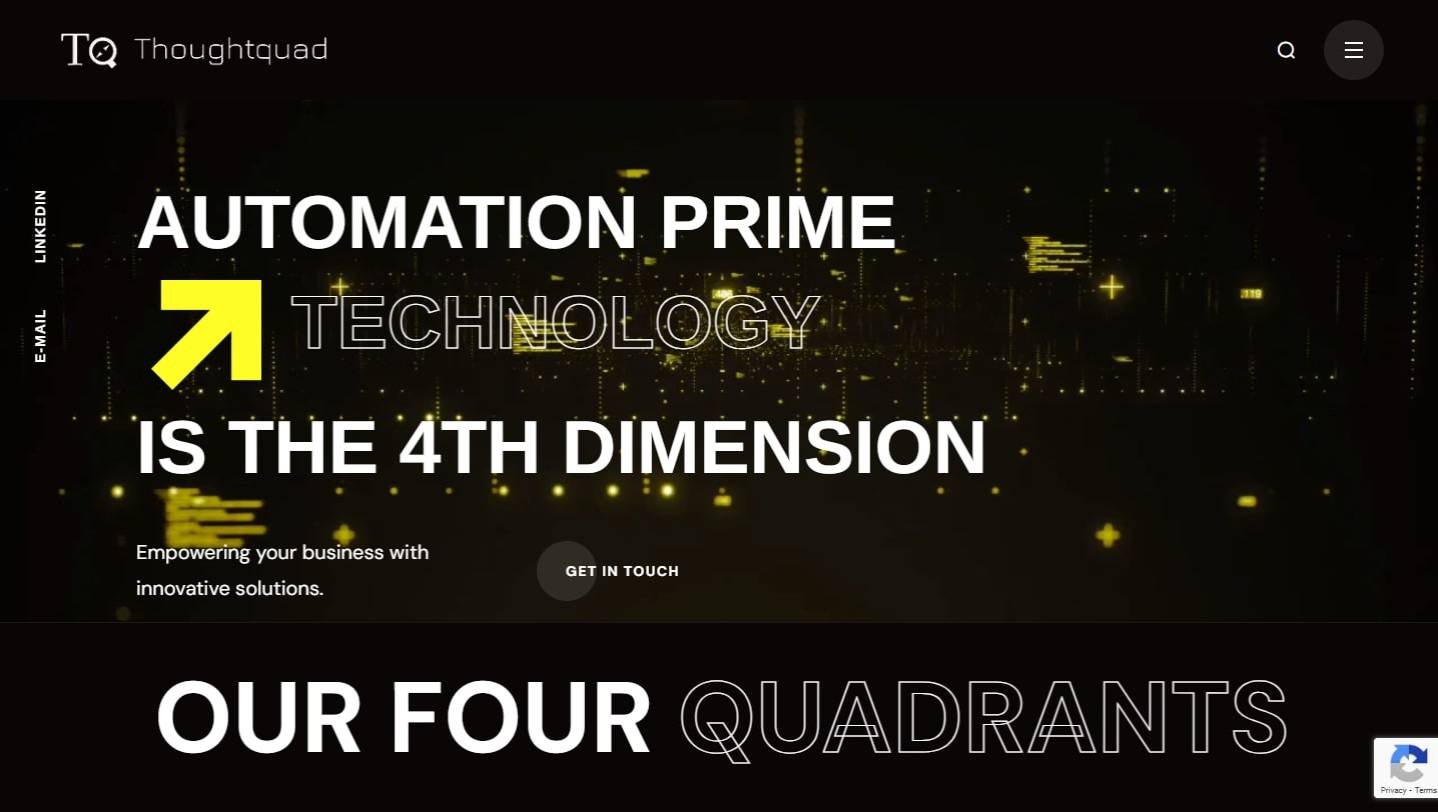 TQ Thoughtquad
LINKEDIN
E-MAIL
AUTOMATION PRIME
TECHNOLOGY
IS THE 4TH DIMENSION
Empowering your business with
innovative solutions.
GET IN TOUCH
OUR FOUR QUADRANTS
Privacy - Terms